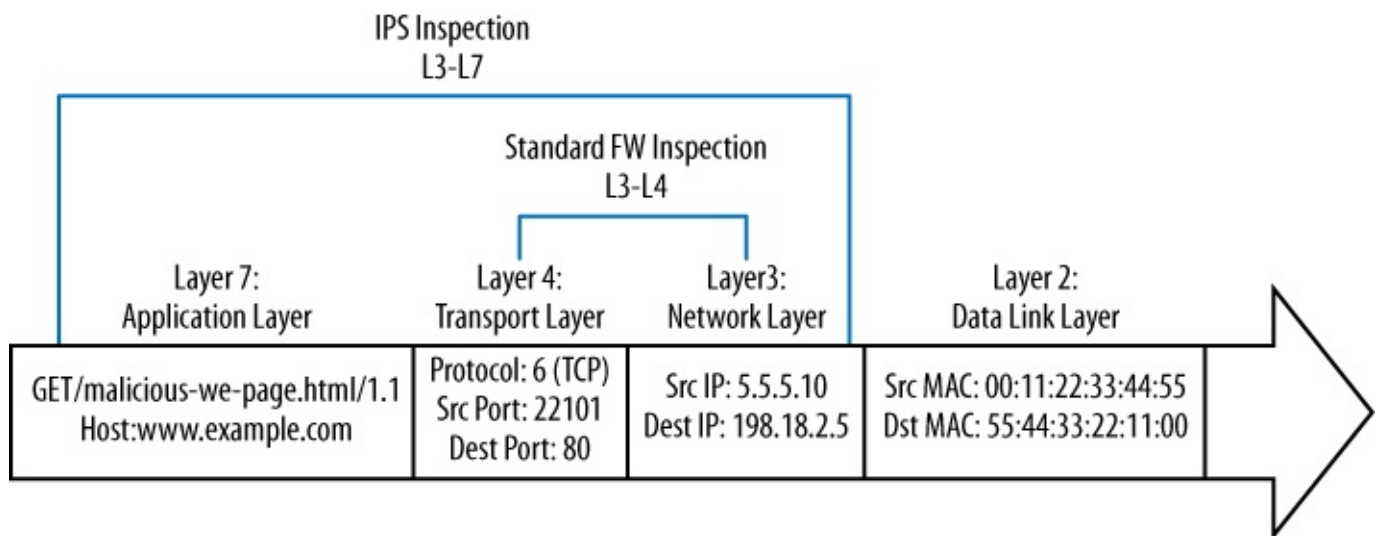 IPS Inspection
L3-L7
Standard FW Inspection
L3-L4
Layer 7:
Application Layer
Layer 4:
Transport Layer
Layer3:
Network Layer
Layer 2:
Data Link Layer
GET/malicious-we-page.html/1.1
Host:www.example.com
Protocol: 6 (TCP)
Src Port: 22101
Dest Port: 80
Src IP: 5.5.5.10
Dest IP: 198.18.2.5
Src MAC: 00:11:22:33:44:55
Dst MAC: 55:44:33:22:11:00